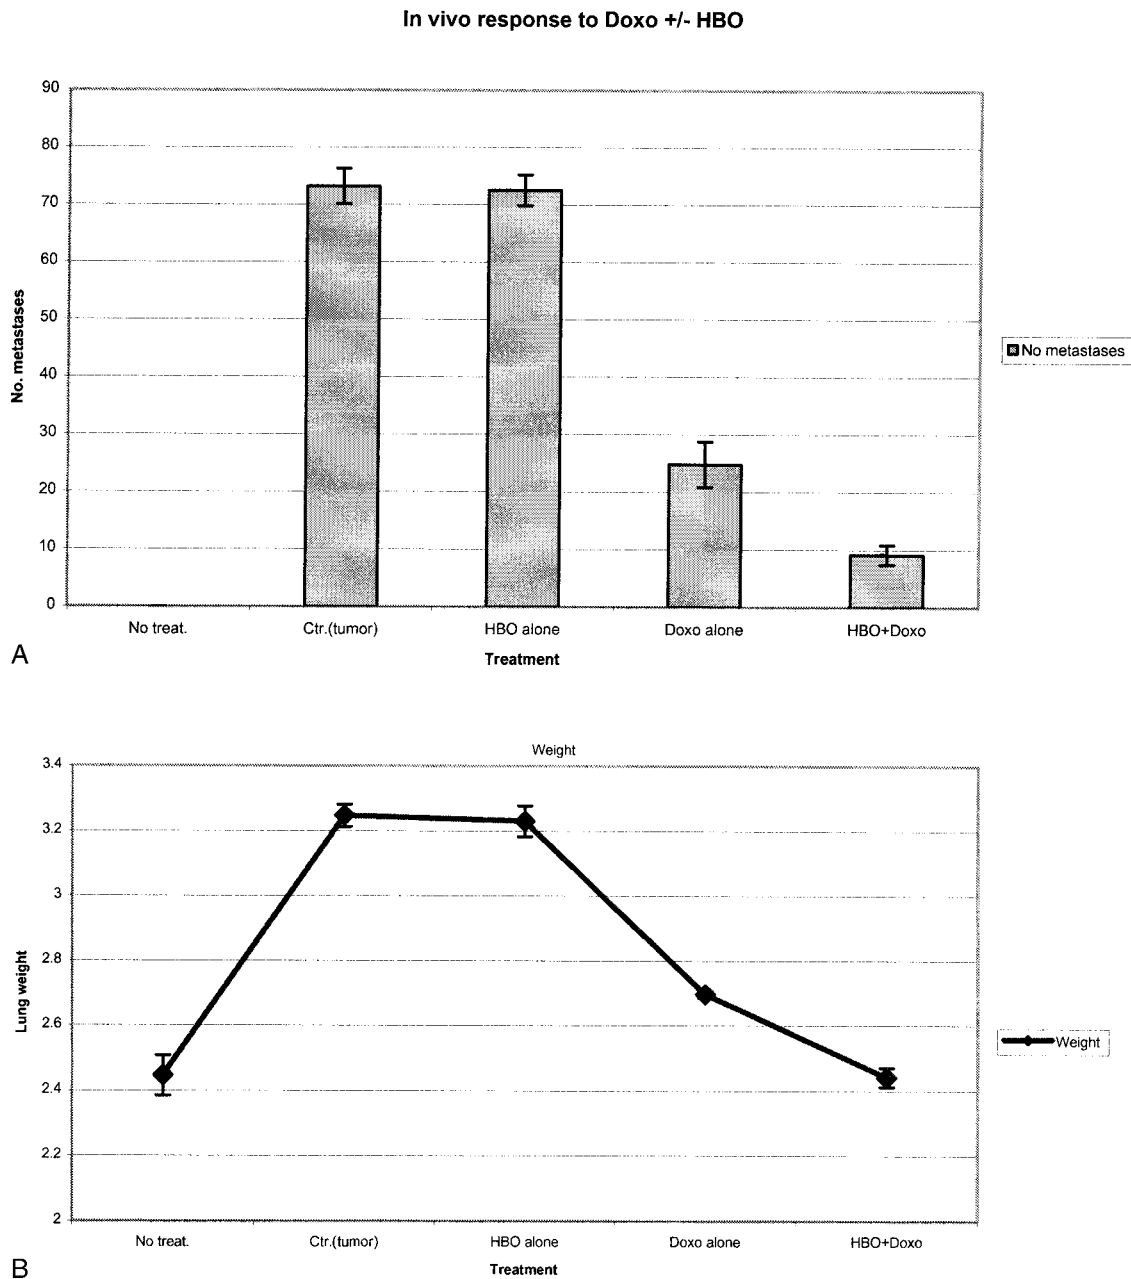 In vivo response to Doxo +/- HBO
90
80
70
60
50
40
30
20
10
0
No. metastases
No treat.
Ctr.(tumor)
HBO alone
Doxo alone
HBO+Doxo
Treatment
No metastases
A
Weight
3.4
3.2
3
2.8
2.6
2.4
2.2
2
Lung weight
No treat.
Ctr.(tumor)
HBO alone
Doxo alone
HBO+Doxo
Treatment
Weight
B